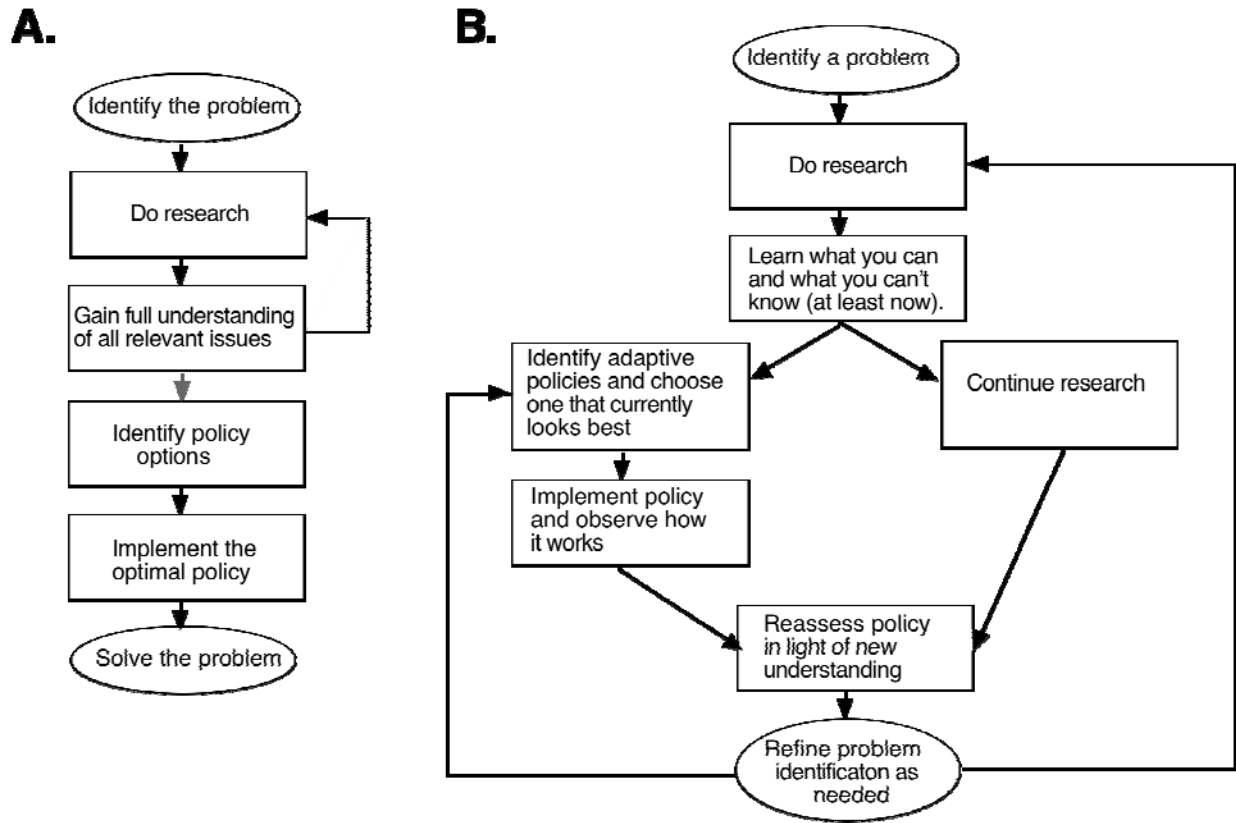 A.
Identify the problem
Do research
Gain full understanding
of all relevant issues
Identify policy
options
Implement the
optimal policy
Solve the problem
B.
Identify a problem
Do research
Learn what you can
and what you can't
know (at least now).
Identify adaptive
policies and choose
one that currently
looks best
Continue research
Implement policy
and observe how
it works
Reassess policy
in light of new
understanding
Refine problem
identificaton as
needed